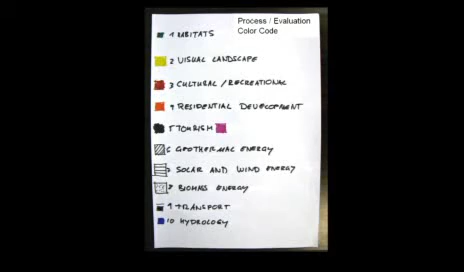 Process / Evaluation
Color Code
1 HABITATS
2 VISUAL LANDSCAPE
3 CULTURAL / RECREATIONAL
4 RESIDENTIAL DEVELOPMENT
5 TOURISM
6 GEOTHERMAL ENERGY
7 SOLAR AND WIND ENERGY
8 BIOMASS ENERGY
9 TRANSPORT
10 HYDROLOGY